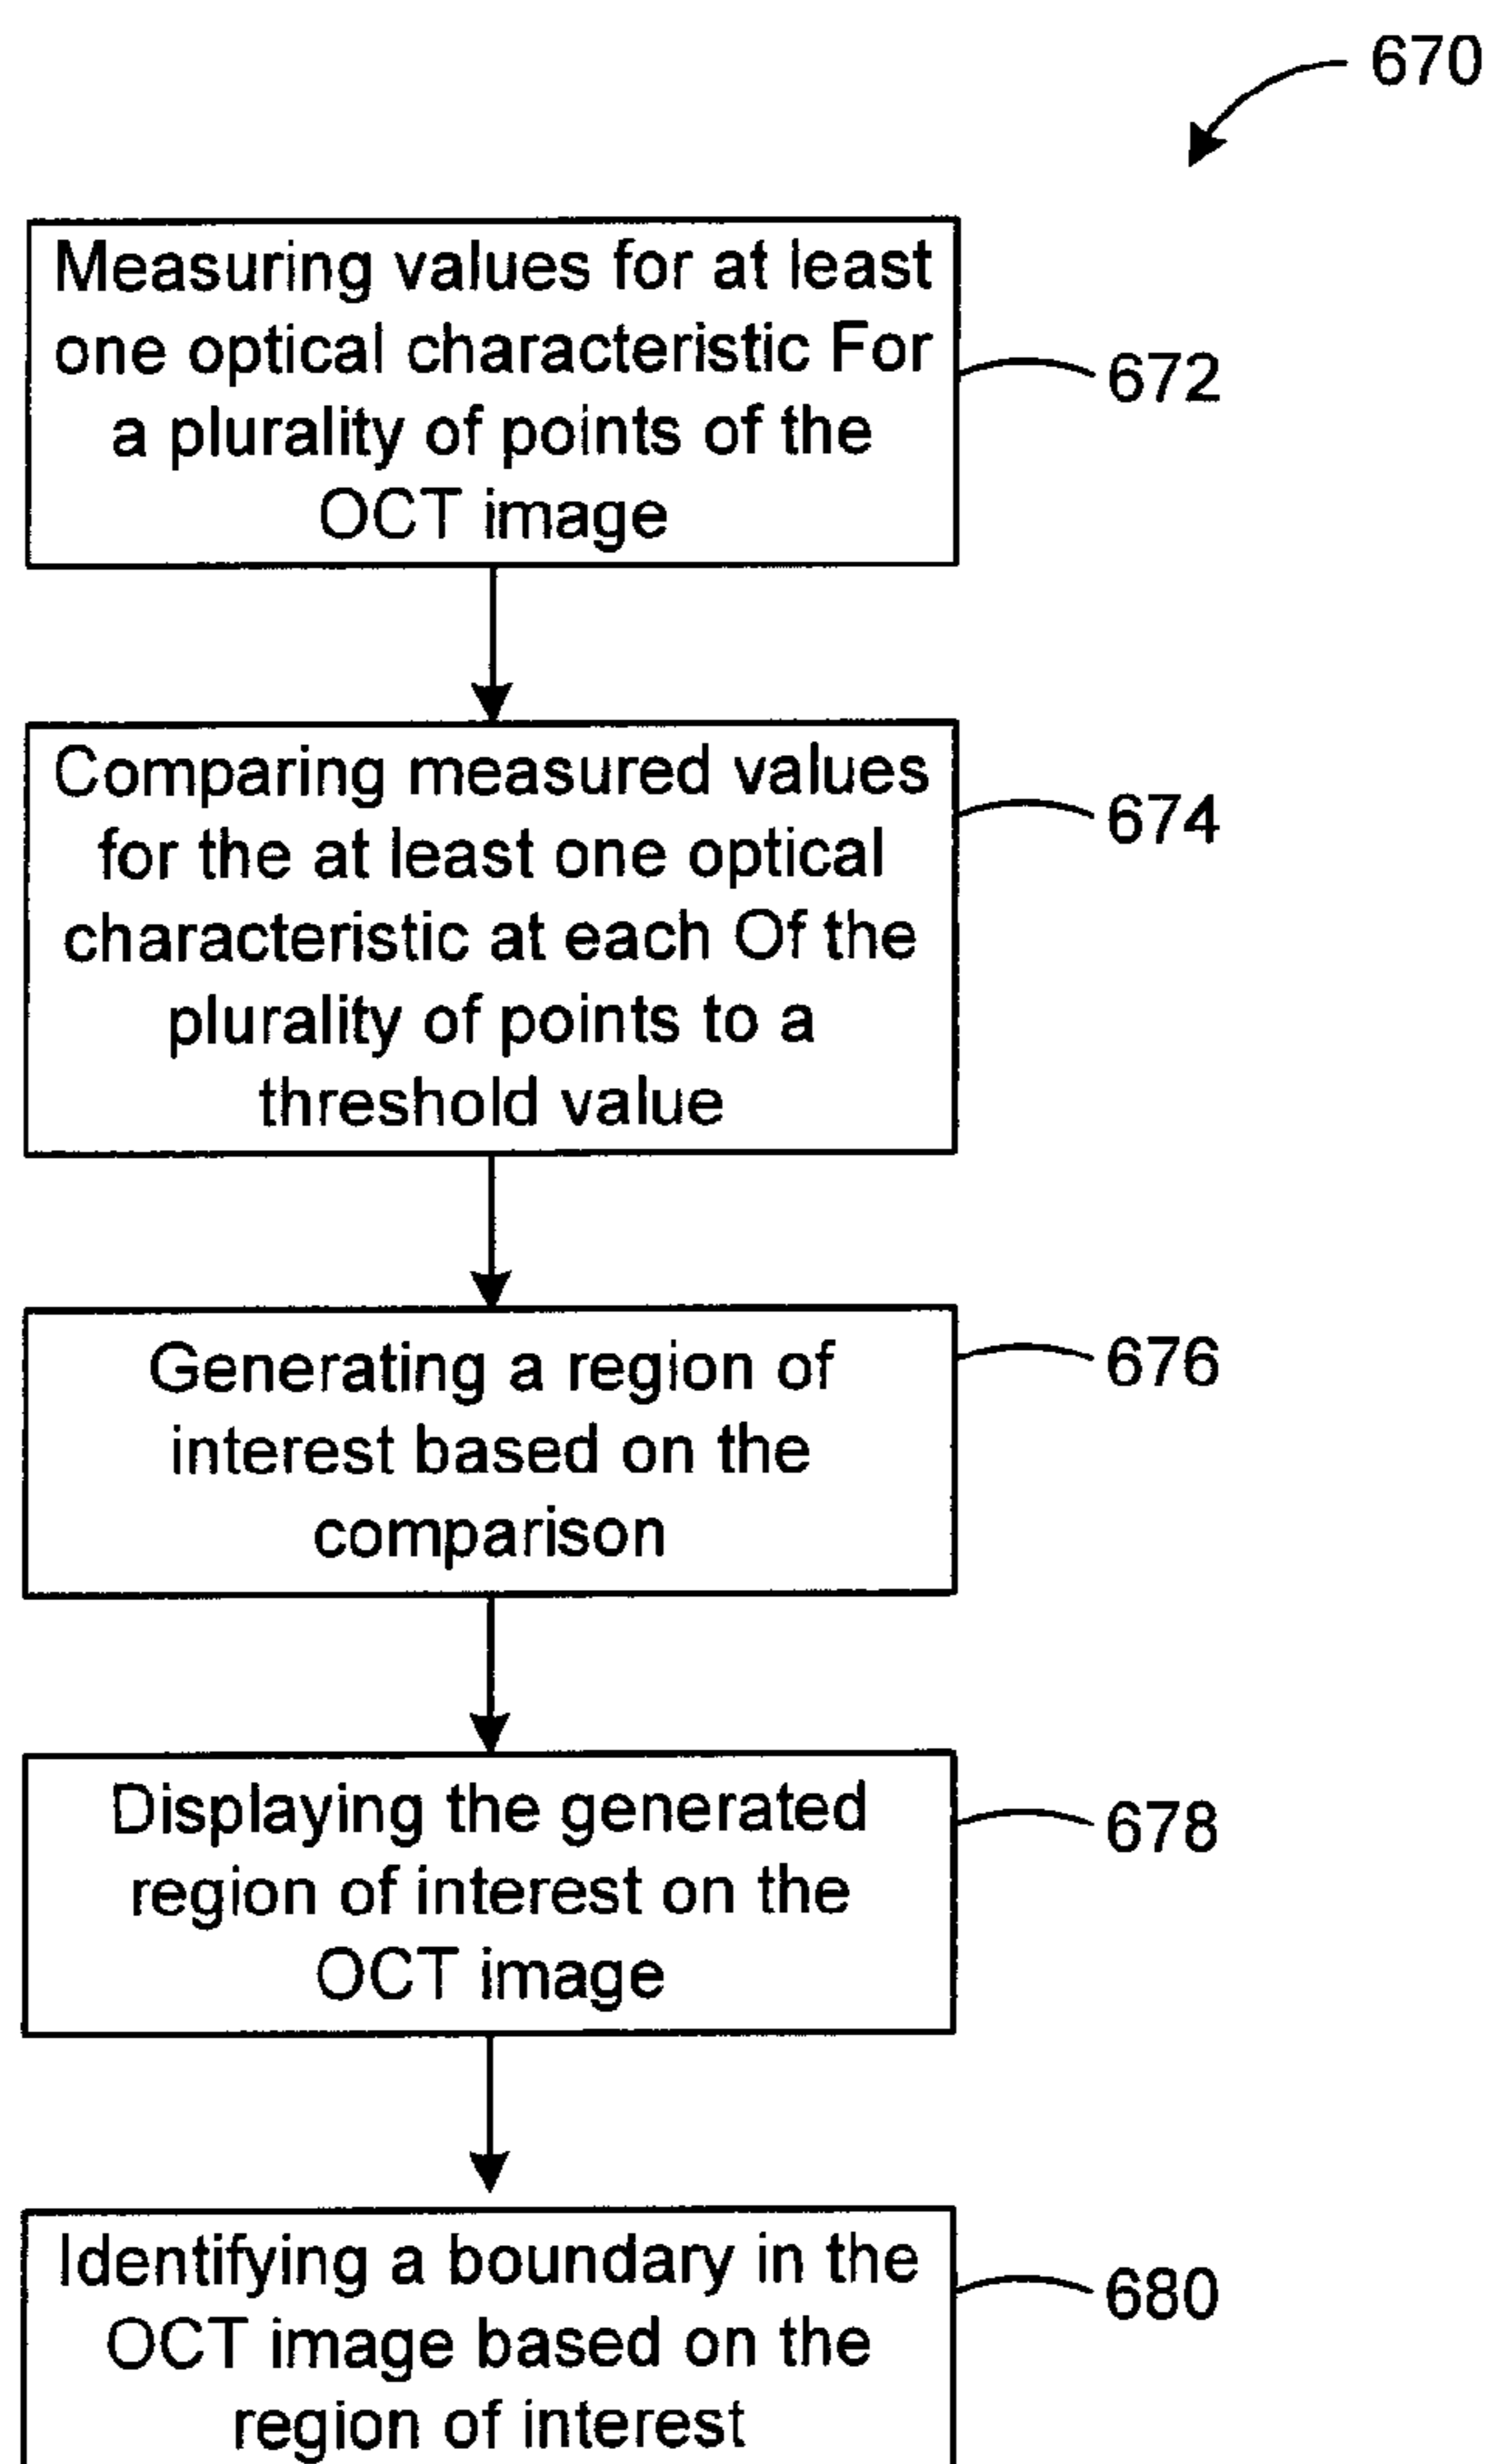 670
Measuring values for at least
one optical characteristic For
a plurality of points of the
OCT image
672
Comparing measured values
for the at least one optical
characteristic at each Of the
plurality of points to a
threshold value
674
Generating a region of
interest based on the
comparison
676
Displaying the generated
region of interest on the
OCT image
678
Identifying a boundary in the
OCT image based on the
region of interest
680